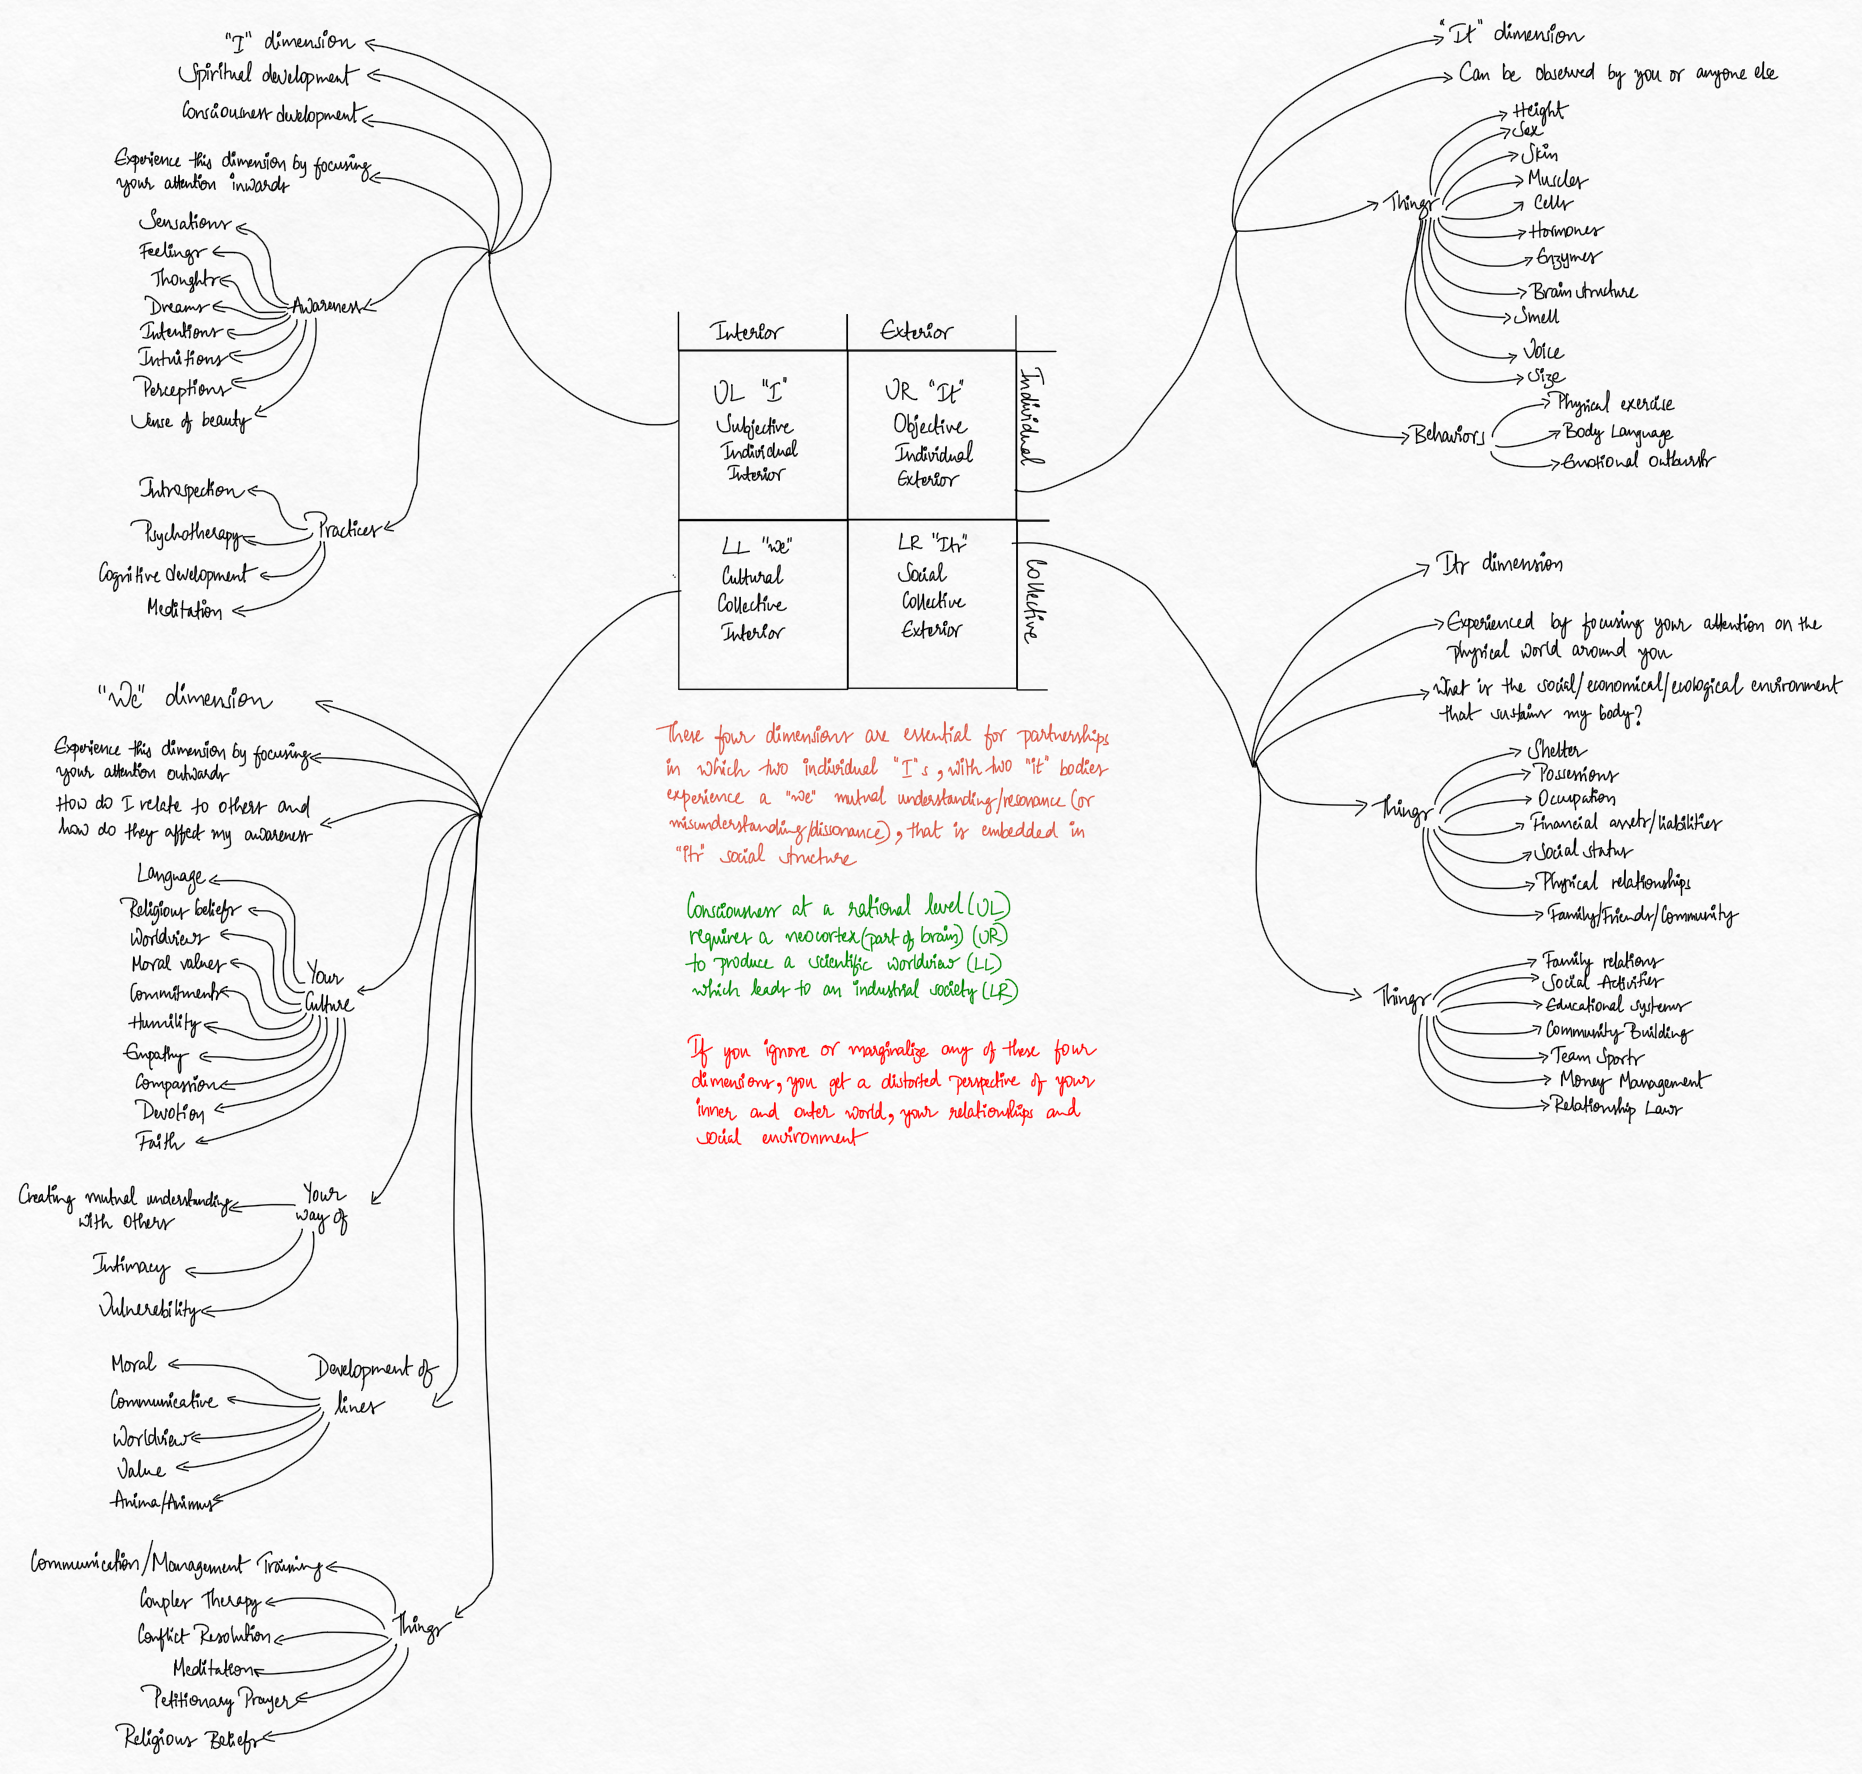 "I" dimension
Spiritual development
Consciousness development
Experience this dimension by focusing
your attention inwards
Sensations
Feelings
Thoughts
Dreams
Intentions
Intuitions
Perceptions
Sense of beauty
Awareness
Introspection
Psychotherapy
Cognitive development
Meditation
Practices
"We" dimension
Experience this dimension by focusing
your attention outwards
How do I relate to others and
how do they affect my awareness
Language
Religious beliefs
Worldviews
Moral values
Commitments
Humility
Empathy
Compassion
Devotion
Faith
Your
Culture
Creating mutual understanding
with others
Intimacy
Vulnerebility
Your
way of
Moral
Communicative
Worldview
Value
Anima/Animus
Development of
lines
Communication/Management Training
Couples Therapy
Conflict Resolution
Meditation
Petitionary Prayer
Religious Beliefs
Things
Interior
Exterior
UL "I"
Subjective
Individual
Interior
UR "It"
Objective
Individual
Exterior
Individual
LL "we"
Cultural
Collective
Interior
LR "Its"
Social
Collective
Exterior
Collective
These four dimensions are essential for partnerships
in which two individual "I"s, with two "it" bodies
experience a "we" mutual understanding/resonance (or
misunderstanding/dissonance), that is embedded in
"its" social structure
Consciousness at a rational level (UL)
requires a neocortex (part of brain) (UR)
to produce a scientific worldview (LL)
which leads to an industrial society (LR)
If you ignore or marginalize any of these four
dimensions, you get a distorted perspective of your
inner and outer world, your relationships and
social environment
"It" dimension
Can be observed by you or anyone else
Things
Height
Sex
Skin
Muscles
Cells
Hormones
Enzymes
Brain structure
Smell
Voice
Size
Behaviors
Physical exercise
Body Language
Emotional outbursts
Its dimension
Experienced by focusing your attention on the
physical world around you
What is the social/economical/ecological environment
that sustains my body?
Things
Shelter
Possessions
Occupation
Financial assets/liabilities
Social status
Physical relationships
Family/Friends/Community
Things
Family relations
Social Activities
Educational systems
Community Building
Team Sports
Money Management
Relationship Laws